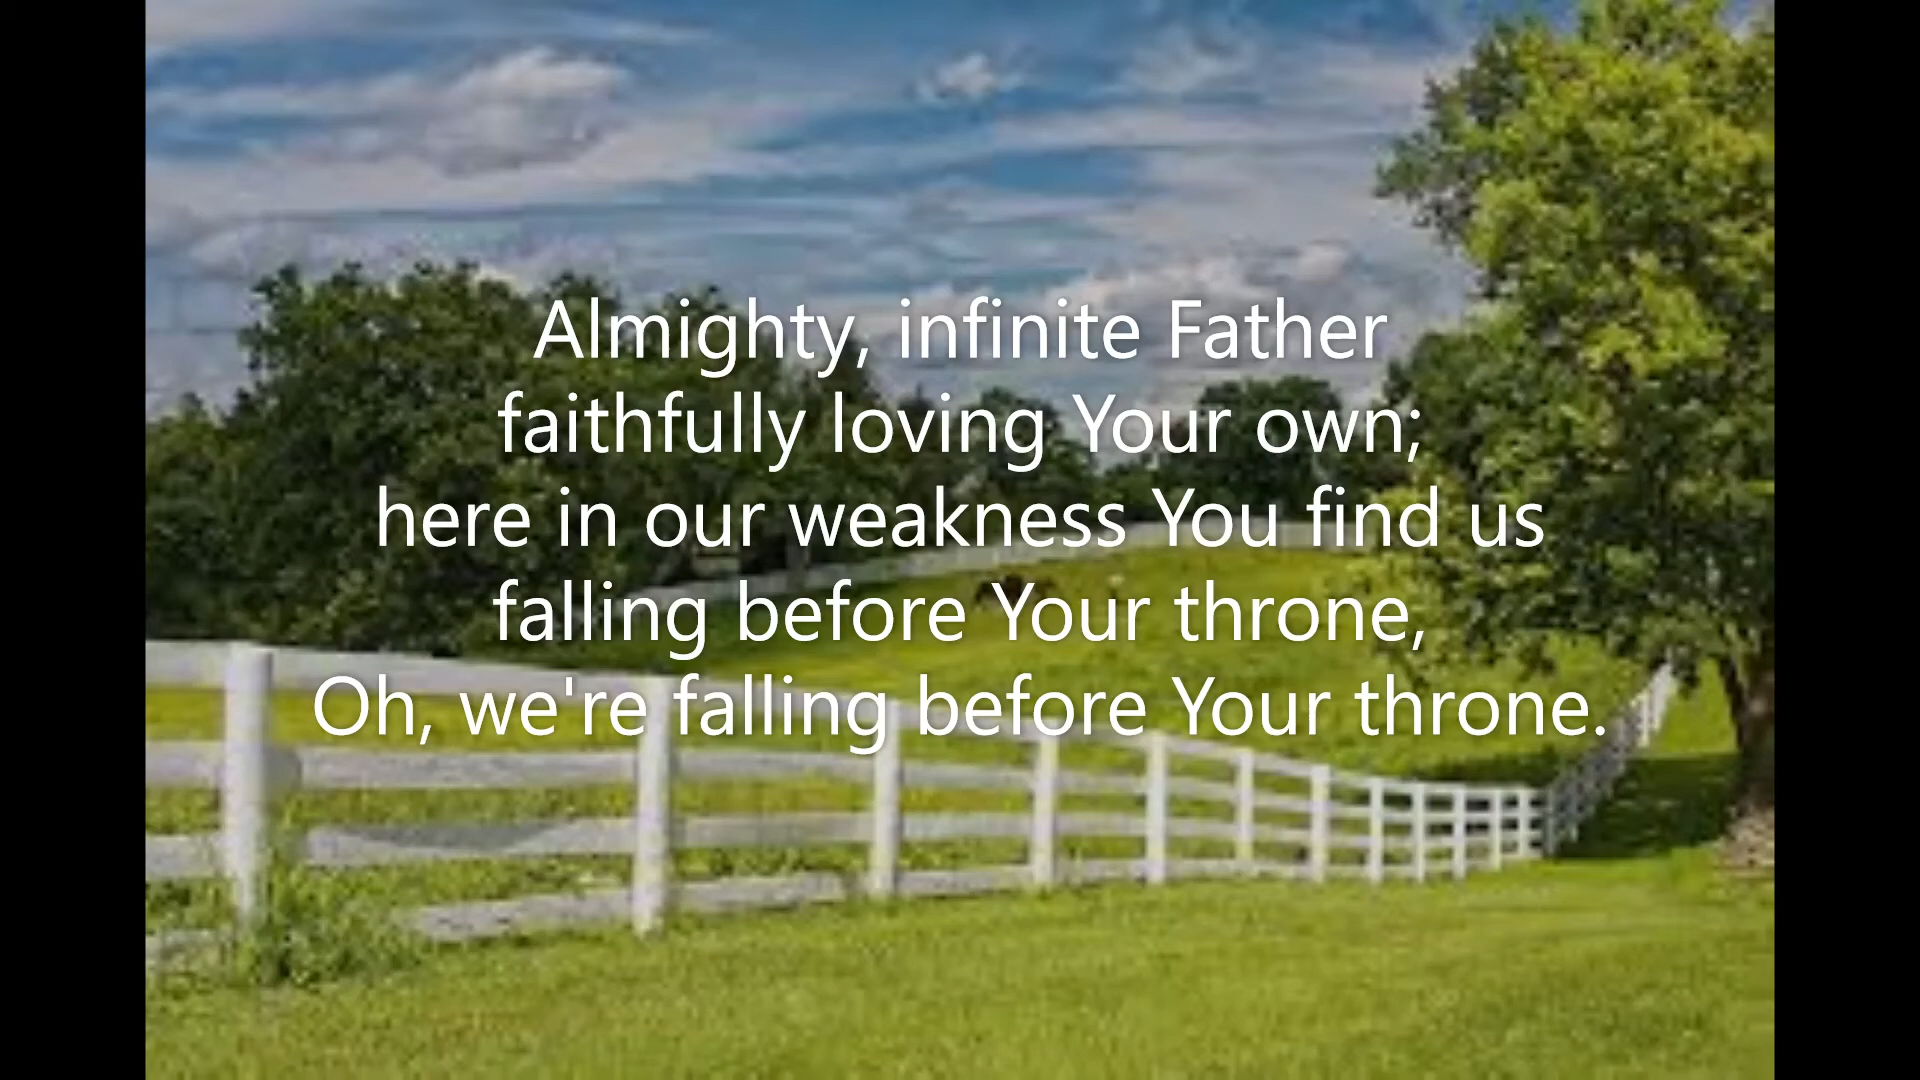 Almighty, infinite Father
faithfully loving Your own;
here in our weakness You find us
falling before Your throne,
Oh, we're falling before Your throne.